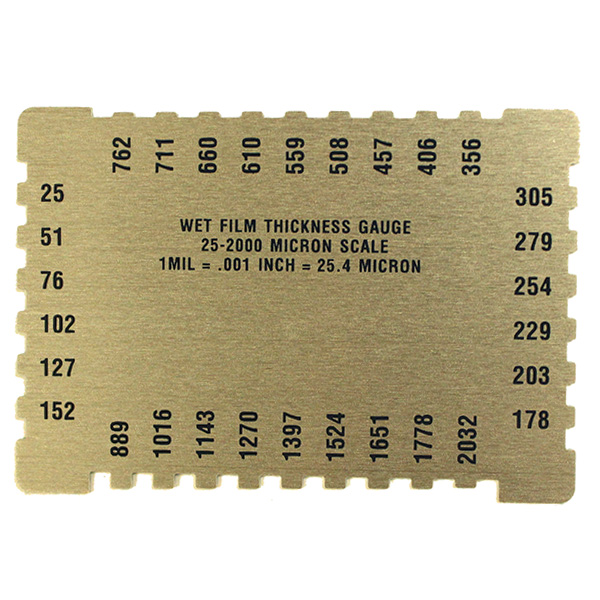 762 711 660 610 559 508 457 406 356
25
51
76
102
127
152
WET FILM THICKNESS GAUGE
25-2000 MICRON SCALE
1MIL = .001 INCH = 25.4 MICRON
305
279
254
229
203
178
889 1016 1143 1270 1397 1524 1651 1778 2032